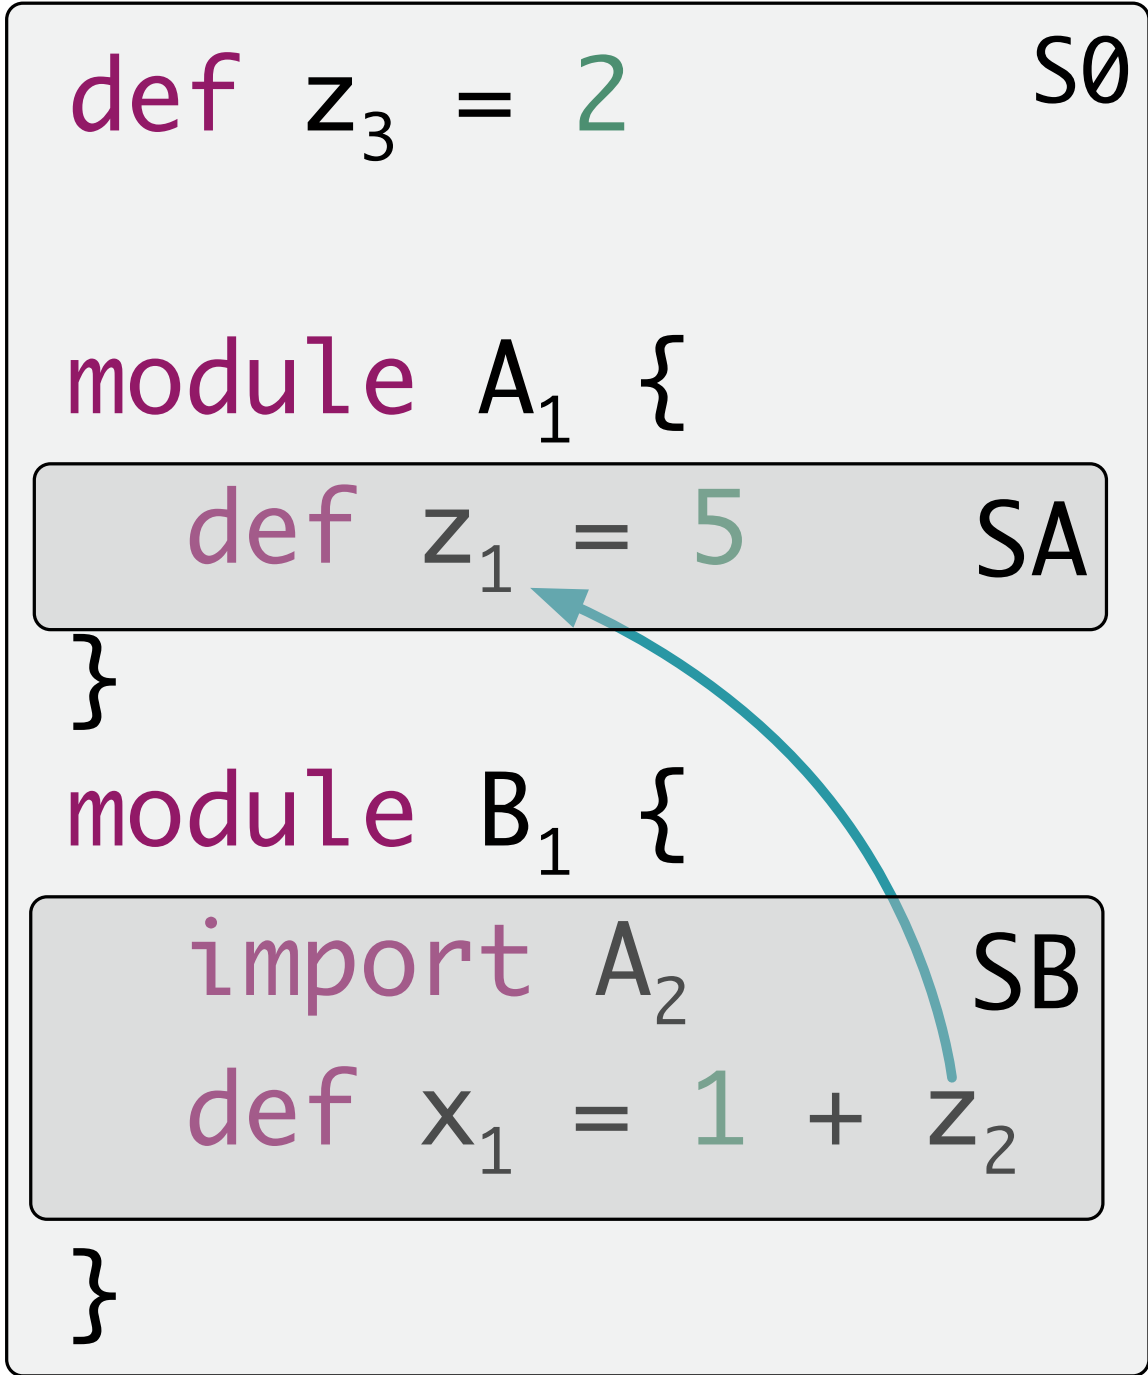 def z₃ = 2 S0
module A₁ {
def z₁ = 5 SA
}
module B₁ {
import A₂ SB
def x₁ = 1 + z₂
}